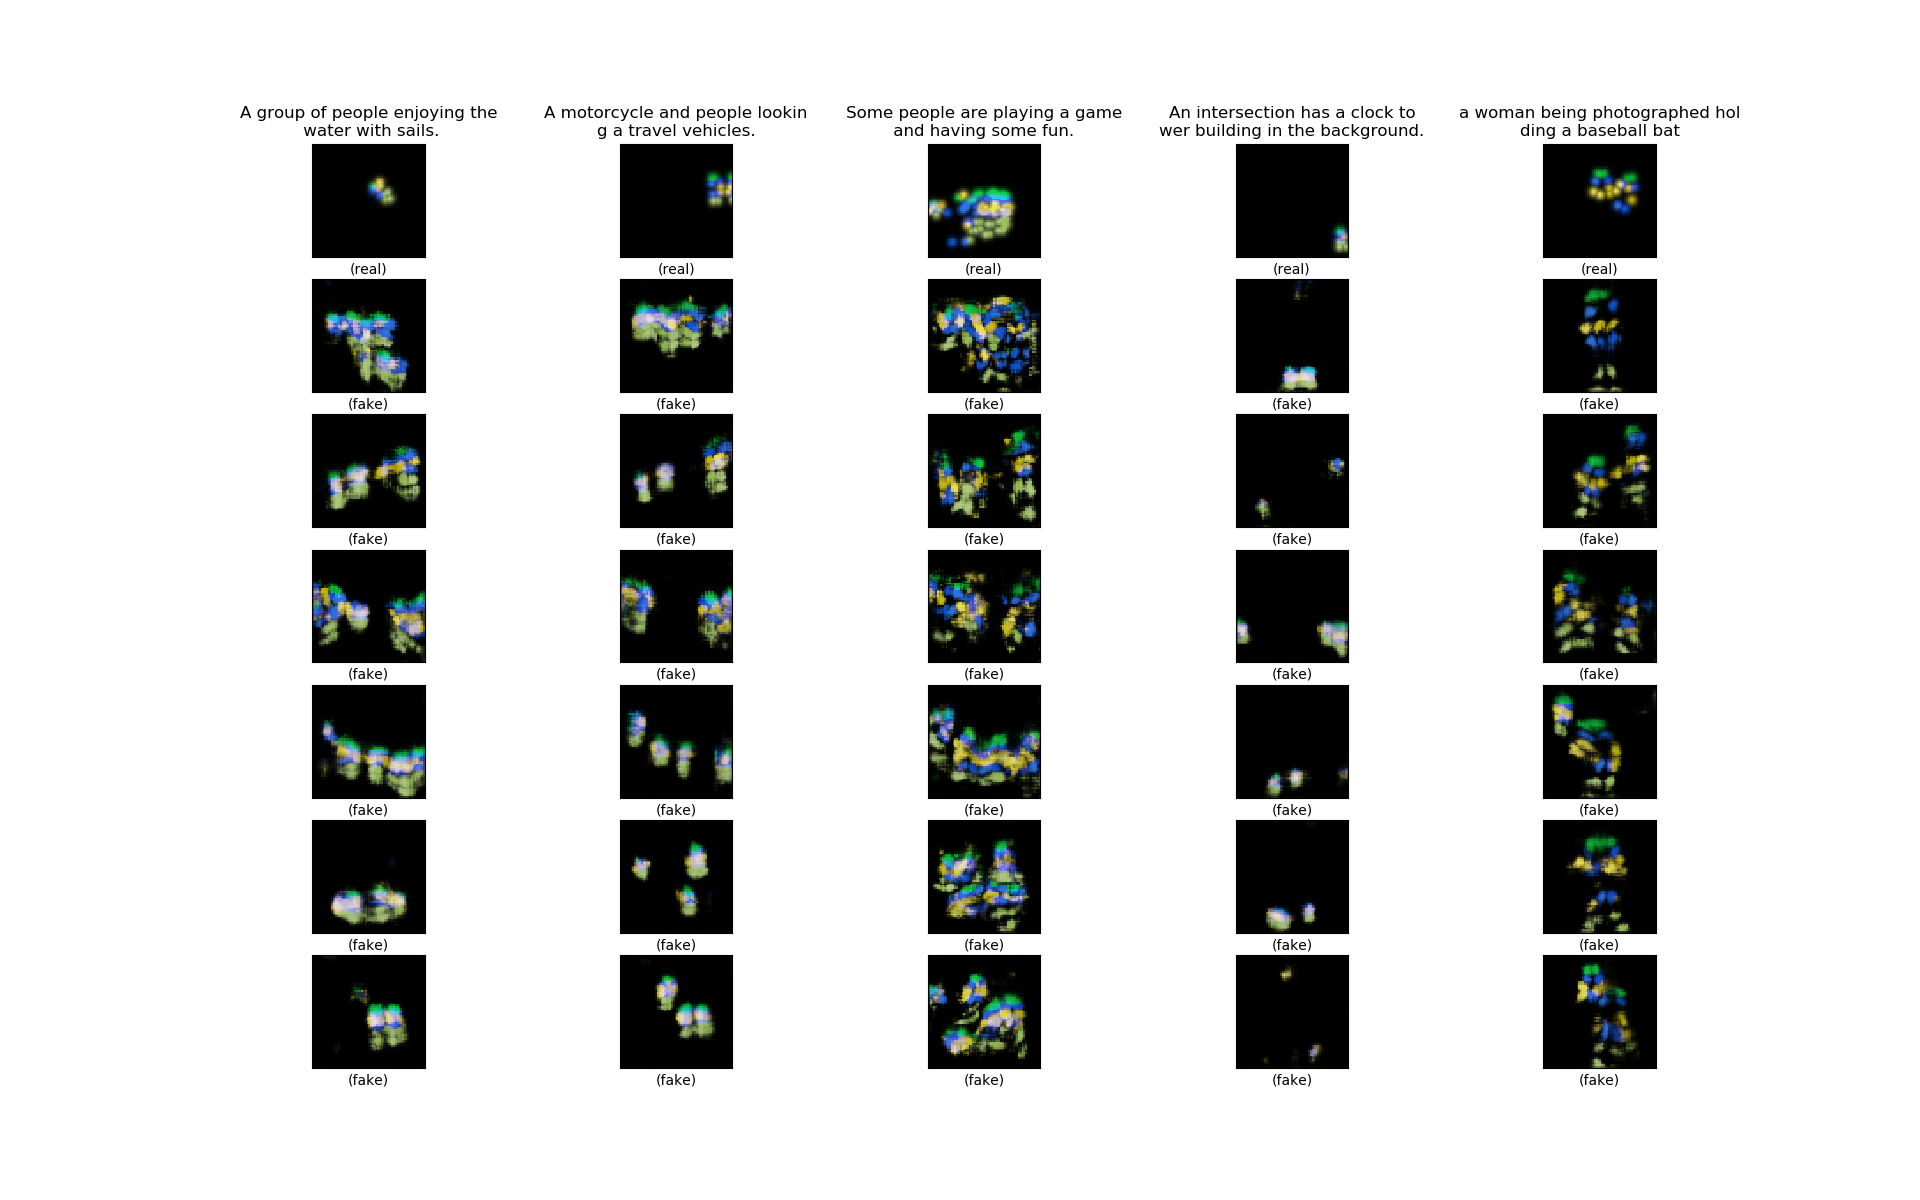 A group of people enjoying the
water with sails.
A motorcycle and people lookin
g a travel vehicles.
Some people are playing a game
and having some fun.
An intersection has a clock to
wer building in the background.
a woman being photographed hol
ding a baseball bat
(real) (real) (real) (real) (real)
(fake) (fake) (fake) (fake) (fake)
(fake) (fake) (fake) (fake) (fake)
(fake) (fake) (fake) (fake) (fake)
(fake) (fake) (fake) (fake) (fake)
(fake) (fake) (fake) (fake) (fake)
(fake) (fake) (fake) (fake) (fake)